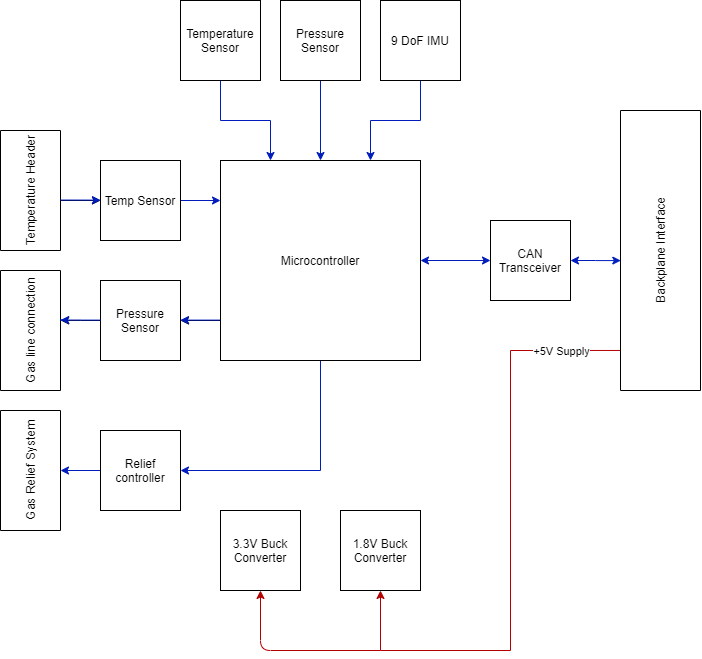 Temperature
Sensor
Pressure
Sensor
9 DoF IMU
Temperature Header
Temp Sensor
Microcontroller
CAN
Transceiver
Backplane Interface
Gas line connection
Pressure
Sensor
+5V Supply
Gas Relief System
Relief
controller
3.3V Buck
Converter
1.8V Buck
Converter